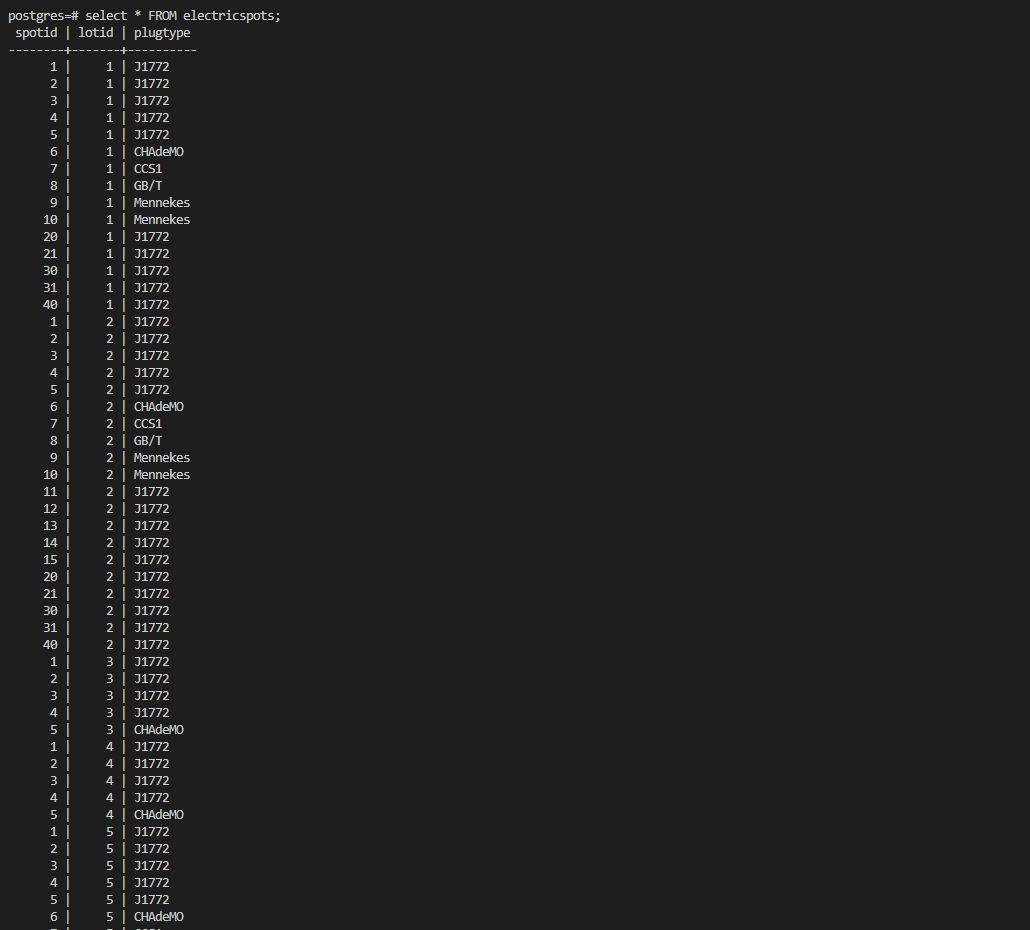 postgres=# select * FROM electricspots;
 spotid | lotid | plugtype
--------+-------+----------
      1 |     1 | J1772
      2 |     1 | J1772
      3 |     1 | J1772
      4 |     1 | J1772
      5 |     1 | J1772
      6 |     1 | CHAdeMO
      7 |     1 | CCS1
      8 |     1 | GB/T
      9 |     1 | Mennekes
     10 |     1 | Mennekes
     20 |     1 | J1772
     21 |     1 | J1772
     30 |     1 | J1772
     31 |     1 | J1772
     40 |     1 | J1772
      1 |     2 | J1772
      2 |     2 | J1772
      3 |     2 | J1772
      4 |     2 | J1772
      5 |     2 | J1772
      6 |     2 | CHAdeMO
      7 |     2 | CCS1
      8 |     2 | GB/T
      9 |     2 | Mennekes
     10 |     2 | Mennekes
     11 |     2 | J1772
     12 |     2 | J1772
     13 |     2 | J1772
     14 |     2 | J1772
     15 |     2 | J1772
     20 |     2 | J1772
     21 |     2 | J1772
     30 |     2 | J1772
     31 |     2 | J1772
     40 |     2 | J1772
      1 |     3 | J1772
      2 |     3 | J1772
      3 |     3 | J1772
      4 |     3 | J1772
      5 |     3 | CHAdeMO
      1 |     4 | J1772
      2 |     4 | J1772
      3 |     4 | J1772
      4 |     4 | J1772
      5 |     4 | CHAdeMO
      1 |     5 | J1772
      2 |     5 | J1772
      3 |     5 | J1772
      4 |     5 | J1772
      5 |     5 | J1772
      6 |     5 | CHAdeMO